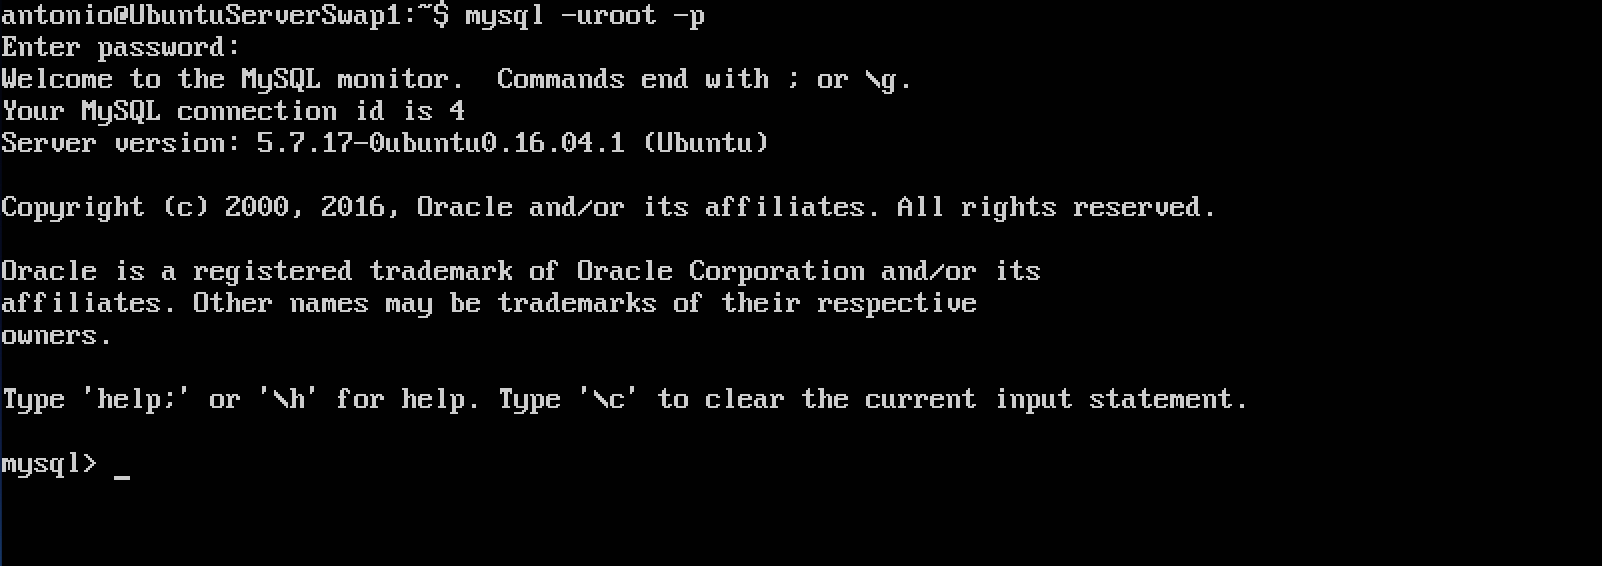 antonio@UbuntuServerSwap1:~$ mysql -uroot -p
Enter password:
Welcome to the MySQL monitor.  Commands end with ; or \g.
Your MySQL connection id is 4
Server version: 5.7.17-0ubuntu0.16.04.1 (Ubuntu)
Copyright (c) 2000, 2016, Oracle and/or its affiliates. All rights reserved.
Oracle is a registered trademark of Oracle Corporation and/or its
affiliates. Other names may be trademarks of their respective
owners.
Type 'help;' or '\h' for help. Type '\c' to clear the current input statement.
mysql> _